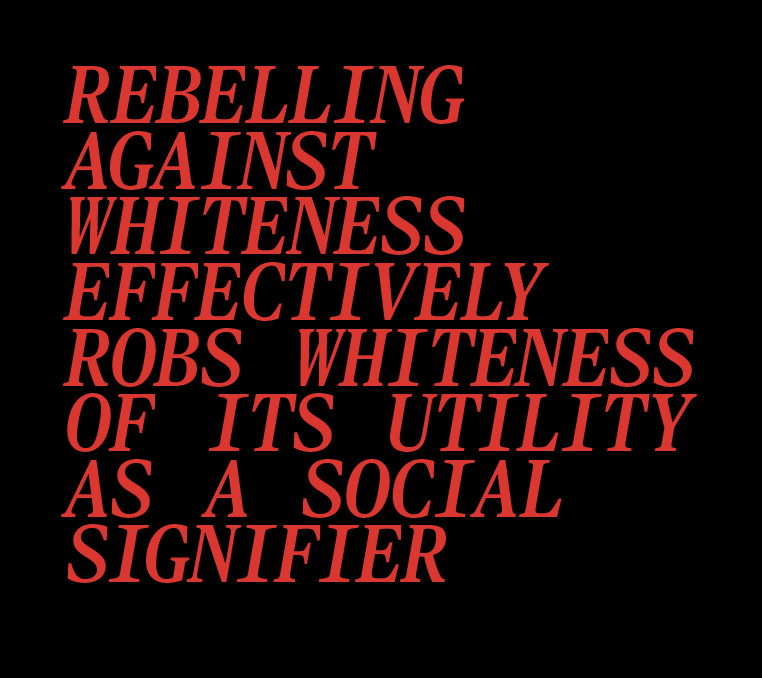 REBELLING
AGAINST
WHITENESS
EFFECTIVELY
ROBS WHITENESS
OF ITS UTILITY
AS A SOCIAL
SIGNIFIER